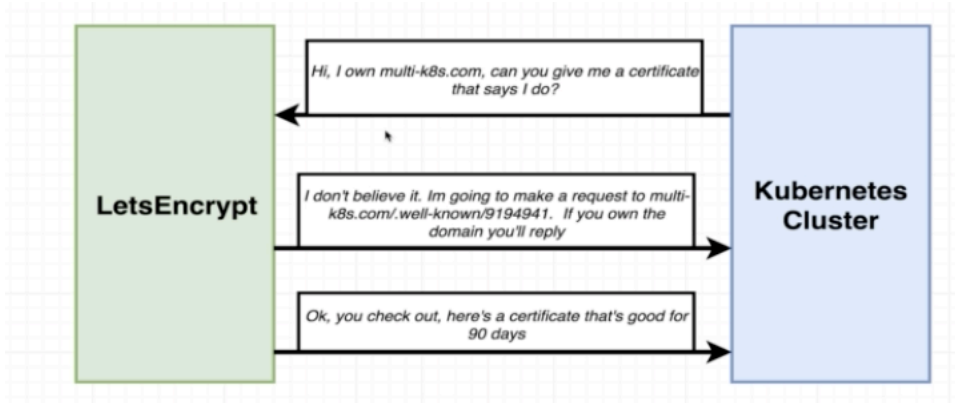 Hi, I own multi-k8s.com, can you give me a certificate
that says I do?
LetsEncrypt
I don't believe it. Im going to make a request to multi-
k8s.com/.well-known/9194941. If you own the
domain you'll reply
Kubernetes
Cluster
Ok, you check out, here's a certificate that's good for
90 days